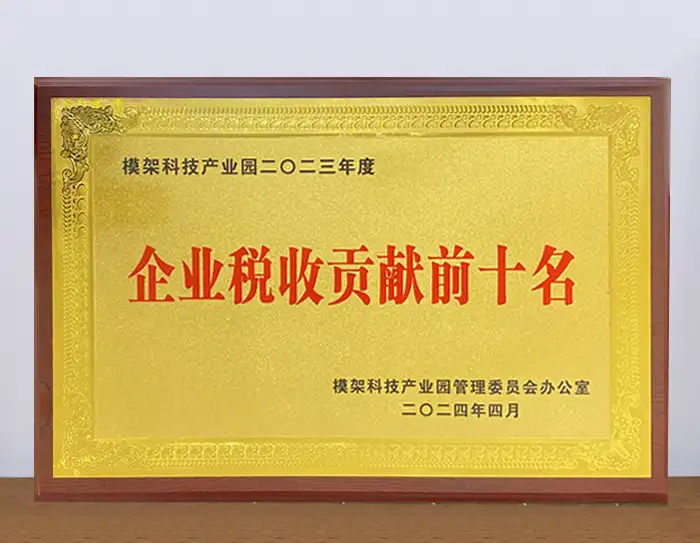 模架科技产业园二〇二三年度
企业税收贡献前十名
模架科技产业园管理委员会办公室
二〇二四年四月